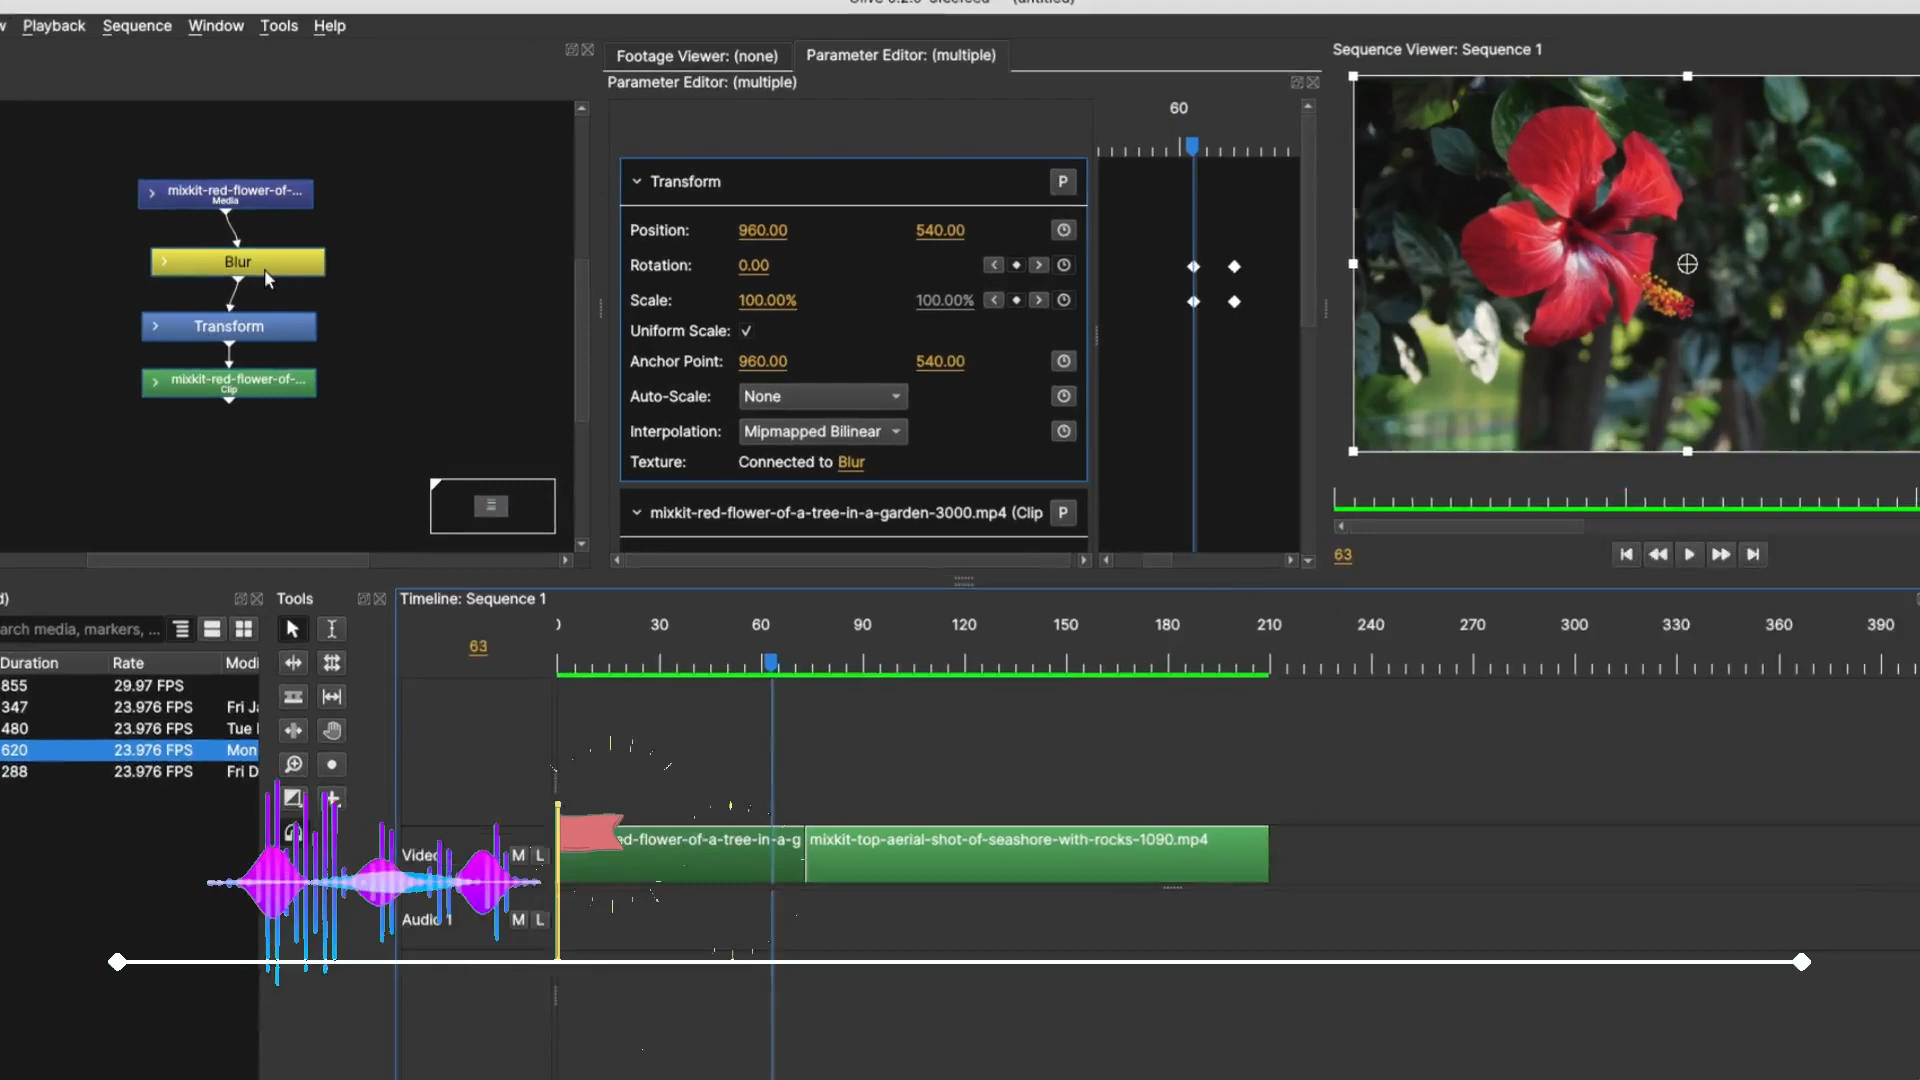 Playback Sequence Window Tools Help
Footage Viewer: (none) Parameter Editor: (multiple) Sequence Viewer: Sequence 1
Parameter Editor: (multiple)
60
mixkit-red-flower-of-...
Media
Blur
Transform
mixkit-red-flower-of-...
Clip
Transform P
Position: 960.00 540.00
Rotation: 0.00
Scale: 100.00% 100.00%
Uniform Scale:
Anchor Point: 960.00 540.00
Auto-Scale: None
Interpolation: Mipmapped Bilinear
Texture: Connected to Blur
mixkit-red-flower-of-a-tree-in-a-garden-3000.mp4 (Clip P
63
Tools Timeline: Sequence 1
arch media, markers, ...
63
0 30 60 90 120 150 180 210 240 270 300 330 360 390
Duration Rate Modi
855 29.97 FPS
347 23.976 FPS Fri Ja
480 23.976 FPS Tue
620 23.976 FPS Mon
288 23.976 FPS Fri D
Video M L
ed-flower-of-a-tree-in-a-g mixkit-top-aerial-shot-of-seashore-with-rocks-1090.mp4
Audio 1 M L